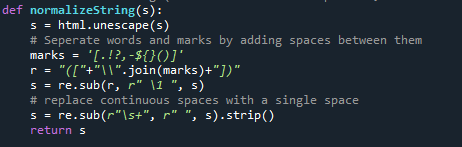 def normalizeString(s):
    s = html.unescape(s)
    # Seperate words and marks by adding spaces between them
    marks = '[.!?,-${}()]'
    r = "(["+"\\".join(marks)+"])"
    s = re.sub(r, r" \1 ", s)
    # replace continuous spaces with a single space
    s = re.sub(r"\s+", r" ", s).strip()
    return s